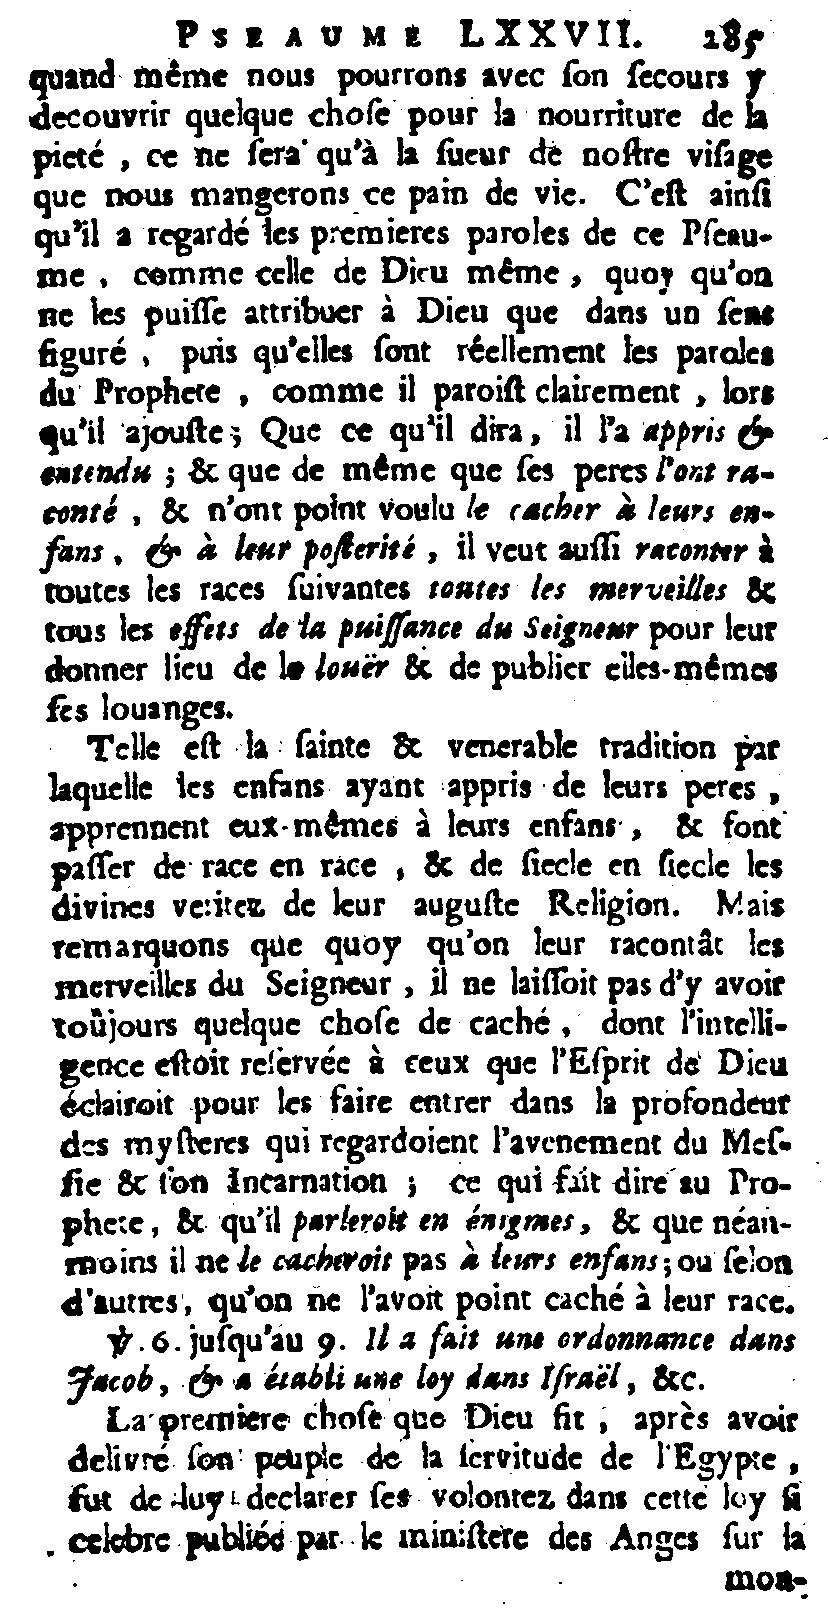 PSEAUME LXXVII. 285
quand même nous pourrons avec ſon ſecours y
decouvrir quelque choſe pour la nourriture de la
pieté, ce ne ſera qu'à la ſueur de noſtre viſage
que nous mangerons ce pain de vie. C'eſt ainſi
qu'il a regardé les premieres paroles de ce Pſeau-
me, comme celle de Dieu même, quoy qu'on
ne les puiſſe attribuer à Dieu que dans un ſens
figuré, puis qu'elles ſont réellement les paroles
du Prophete, comme il paroiſt clairement, lors
qu'il ajouſte; Que ce qu'il dira, il l'a appris &
entendu; & que de même que ſes peres l'ont ra-
conté, & n'ont point voulu le cacher à leurs en-
fans, & à leur poſterité, il veut auſſi raconter à
toutes les races ſuivantes toutes les merveilles &
tous les effets de la puiſſance du Seigneur pour leur
donner lieu de le louër & de publier elles-mêmes
ſes louanges.
Telle eſt la ſainte & venerable tradition par
laquelle les enfans ayant appris de leurs peres,
apprennent eux-mêmes à leurs enfans, & font
paſſer de race en race, & de ſiecle en ſiecle les
divines veritez de leur auguſte Religion. Mais
remarquons que quoy qu'on leur racontât les
merveilles du Seigneur, il ne laiſſoit pas d'y avoir
toûjours quelque choſe de caché, dont l'intelli-
gence eſtoit reſervée à ceux que l'Eſprit de Dieu
éclairoit pour les faire entrer dans la profondeur
des myſteres qui regardoient l'avenement du Meſ-
ſie & ſon Incarnation; ce qui fait dire au Pro-
phete, & qu'il parleroit en énigmes, & que néan-
moins il ne le cacheroit pas à leurs enfans; ou ſelon
d'autres, qu'on ne l'avoit point caché à leur race.
℣.6. juſqu'au 9. Il a fait une ordonnance dans
Jacob, & a établi une loy dans Iſraël, &c.
La premiere choſe que Dieu fit, après avoir
delivré ſon peuple de la ſervitude de l'Egypte,
fut de luy declarer ſes volontez dans cette loy ſi
celebre publiée par le miniſtere des Anges ſur la
mon-